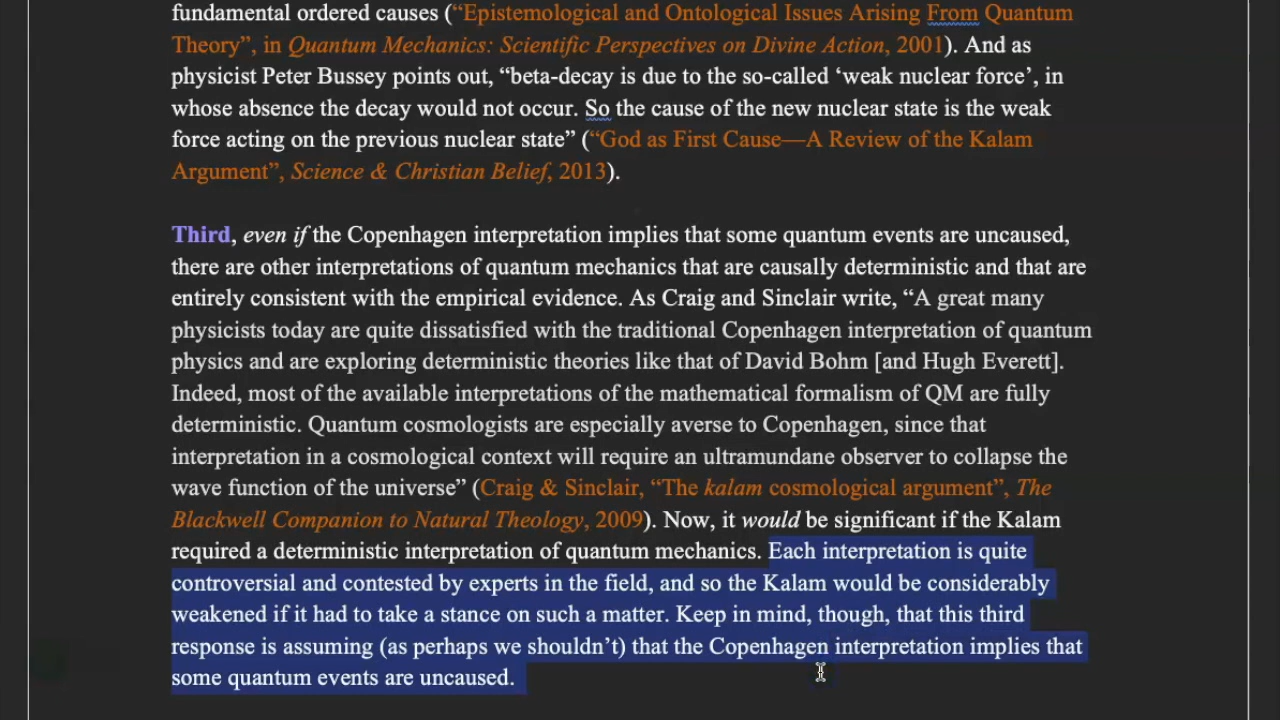 fundamental ordered causes (“Epistemological and Ontological Issues Arising From Quantum
Theory”, in Quantum Mechanics: Scientific Perspectives on Divine Action, 2001). And as
physicist Peter Bussey points out, “beta-decay is due to the so-called ‘weak nuclear force’, in
whose absence the decay would not occur. So the cause of the new nuclear state is the weak
force acting on the previous nuclear state” (“God as First Cause—A Review of the Kalam
Argument”, Science & Christian Belief, 2013).
Third, even if the Copenhagen interpretation implies that some quantum events are uncaused,
there are other interpretations of quantum mechanics that are causally deterministic and that are
entirely consistent with the empirical evidence. As Craig and Sinclair write, “A great many
physicists today are quite dissatisfied with the traditional Copenhagen interpretation of quantum
physics and are exploring deterministic theories like that of David Bohm [and Hugh Everett].
Indeed, most of the available interpretations of the mathematical formalism of QM are fully
deterministic. Quantum cosmologists are especially averse to Copenhagen, since that
interpretation in a cosmological context will require an ultramundane observer to collapse the
wave function of the universe” (Craig & Sinclair, “The kalam cosmological argument”, The
Blackwell Companion to Natural Theology, 2009). Now, it would be significant if the Kalam
required a deterministic interpretation of quantum mechanics. Each interpretation is quite
controversial and contested by experts in the field, and so the Kalam would be considerably
weakened if it had to take a stance on such a matter. Keep in mind, though, that this third
response is assuming (as perhaps we shouldn’t) that the Copenhagen interpretation implies that
some quantum events are uncaused.